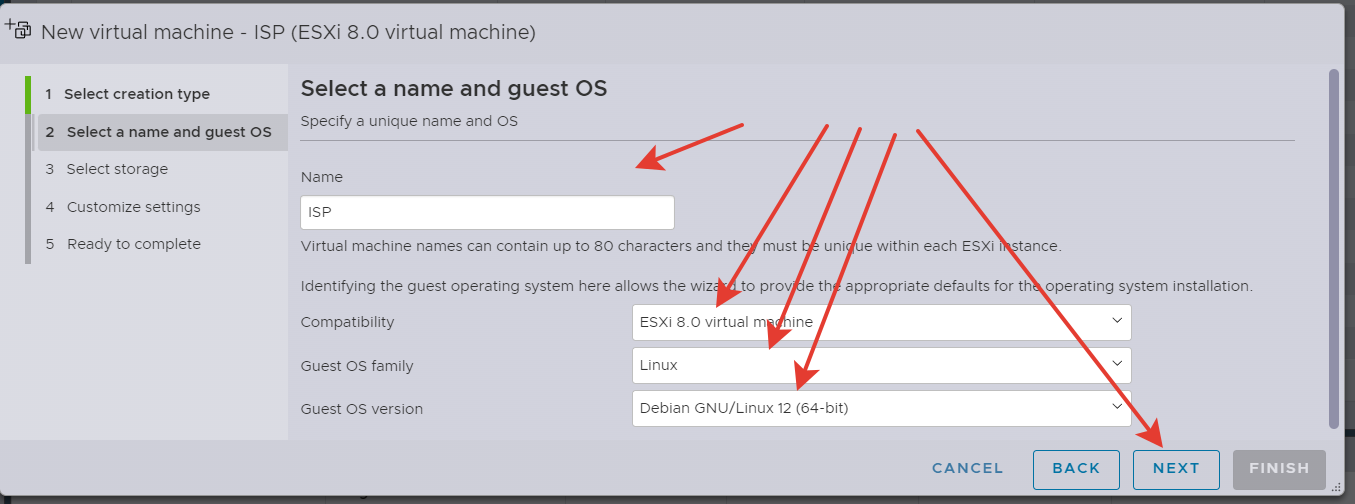 New virtual machine - ISP (ESXi 8.0 virtual machine)
1 Select creation type
2 Select a name and guest OS
3 Select storage
4 Customize settings
5 Ready to complete
Select a name and guest OS
Specify a unique name and OS
Name
ISP
Virtual machine names can contain up to 80 characters and they must be unique within each ESXi instance.
Identifying the guest operating system here allows the wizard to provide the appropriate defaults for the operating system installation.
Compatibility
ESXi 8.0 virtual machine
Guest OS family
Linux
Guest OS version
Debian GNU/Linux 12 (64-bit)
CANCEL
BACK
NEXT
FINISH